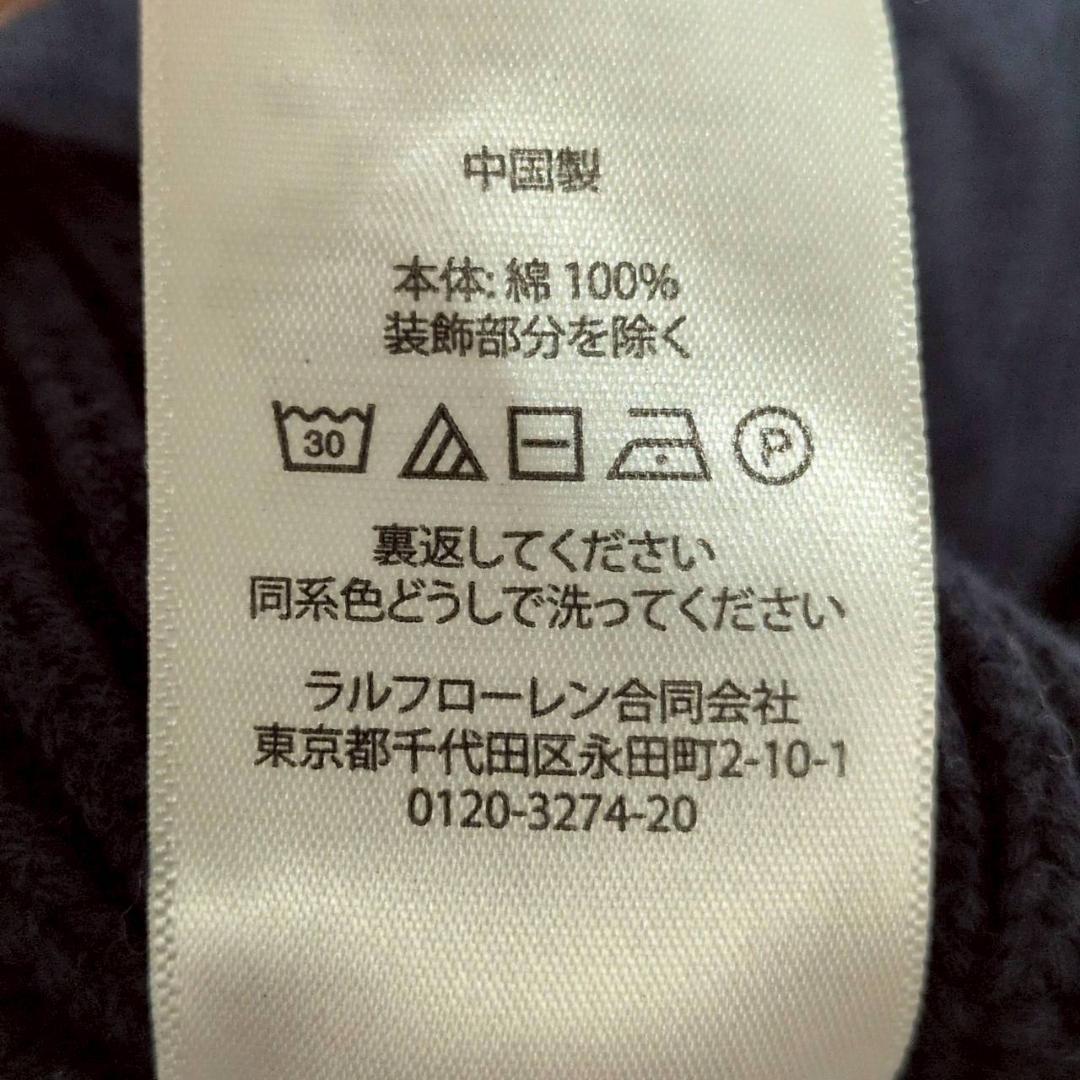 中国製
本体: 綿 100%
装飾部分を除く
30 P
裏返してください
同系色どうしで洗ってください
ラルフローレン合同会社
東京都千代田区永田町2-10-1
0120-3274-20